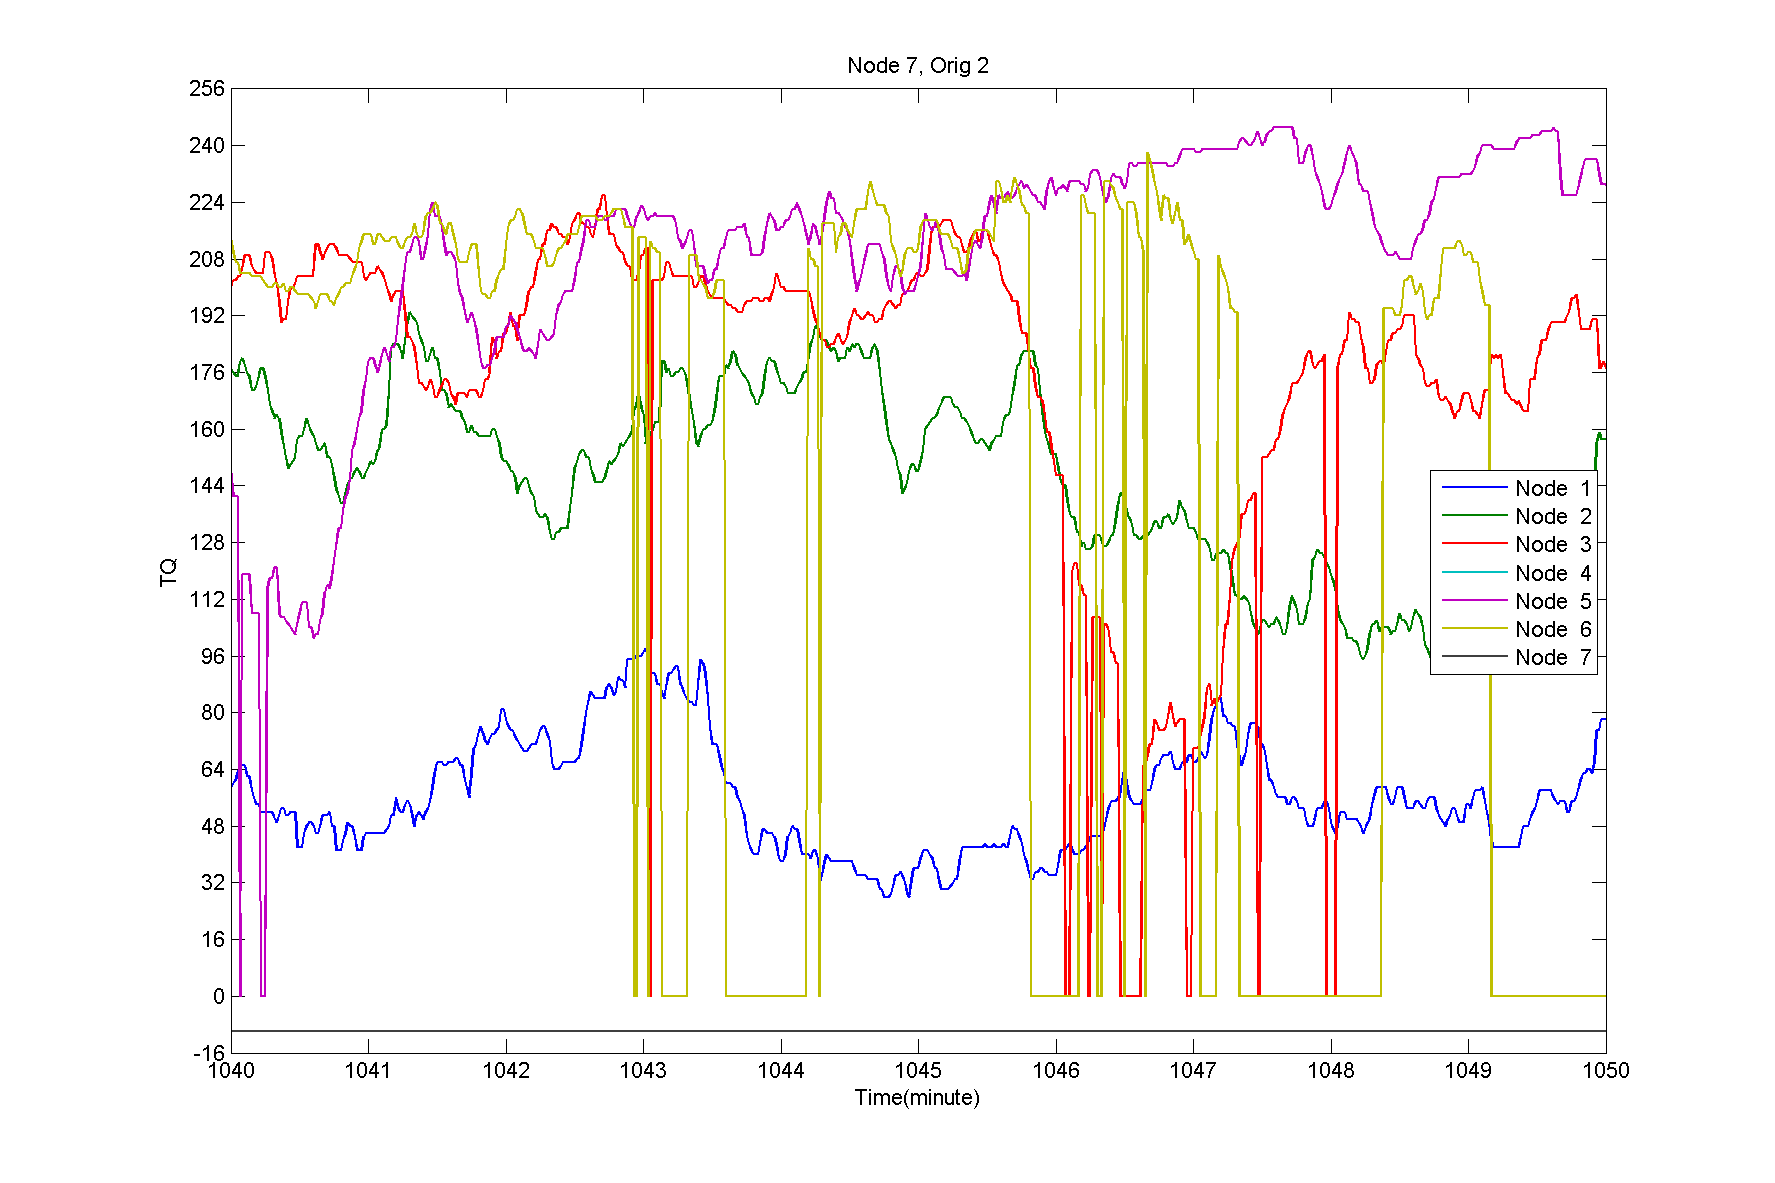 Node 7, Orig 2
256
240
224
208
192
176
160
144
128
112
96
80
64
48
32
16
0
-16
TQ
Node 1
Node 2
Node 3
Node 4
Node 5
Node 6
Node 7
1040 1041 1042 1043 1044 1045 1046 1047 1048 1049 1050
Time(minute)